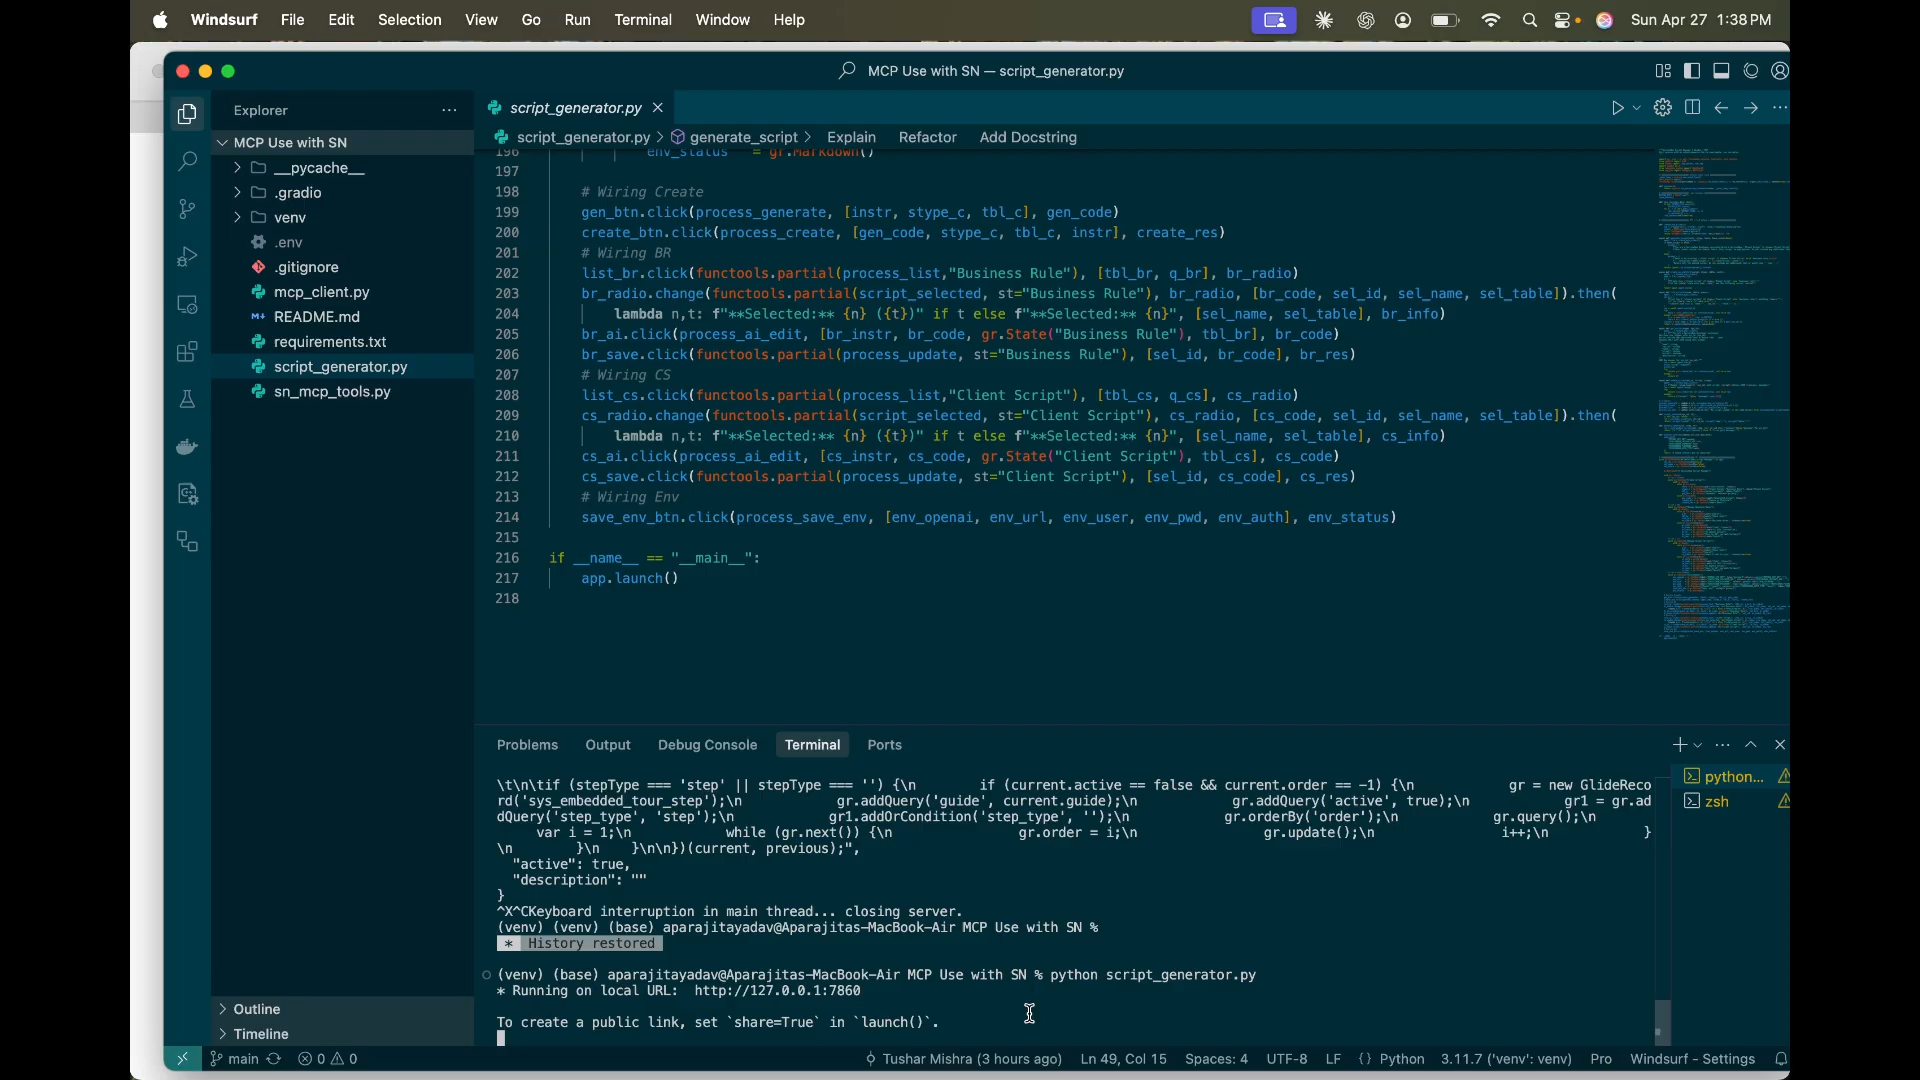 Windsurf File Edit Selection View Go Run Terminal Window Help Sun Apr 27 1:38 PM
MCP Use with SN — script_generator.py
Explorer
script_generator.py
script_generator.py > generate_script > Explain Refactor Add Docstring
MCP Use with SN
__pycache__
.gradio
venv
.env
.gitignore
mcp_client.py
README.md
requirements.txt
script_generator.py
sn_mcp_tools.py
Outline
Timeline
196 env_status = gr.Markdown()
197
198 # Wiring Create
199 gen_btn.click(process_generate, [instr, stype_c, tbl_c], gen_code)
200 create_btn.click(process_create, [gen_code, stype_c, tbl_c, instr], create_res)
201 # Wiring BR
202 list_br.click(functools.partial(process_list,"Business Rule"), [tbl_br, q_br], br_radio)
203 br_radio.change(functools.partial(script_selected, st="Business Rule"), br_radio, [br_code, sel_id, sel_name, sel_table]).then(
204 lambda n,t: f"**Selected:** {n} ({t})" if t else f"**Selected:** {n}", [sel_name, sel_table], br_info)
205 br_ai.click(process_ai_edit, [br_instr, br_code, gr.State("Business Rule"), tbl_br], br_code)
206 br_save.click(functools.partial(process_update, st="Business Rule"), [sel_id, br_code], br_res)
207 # Wiring CS
208 list_cs.click(functools.partial(process_list,"Client Script"), [tbl_cs, q_cs], cs_radio)
209 cs_radio.change(functools.partial(script_selected, st="Client Script"), cs_radio, [cs_code, sel_id, sel_name, sel_table]).then(
210 lambda n,t: f"**Selected:** {n} ({t})" if t else f"**Selected:** {n}", [sel_name, sel_table], cs_info)
211 cs_ai.click(process_ai_edit, [cs_instr, cs_code, gr.State("Client Script"), tbl_cs], cs_code)
212 cs_save.click(functools.partial(process_update, st="Client Script"), [sel_id, cs_code], cs_res)
213 # Wiring Env
214 save_env_btn.click(process_save_env, [env_openai, env_url, env_user, env_pwd, env_auth], env_status)
215
216 if __name__ == "__main__":
217 app.launch()
218
Problems Output Debug Console Terminal Ports
\t\n\tif (stepType === 'step' || stepType === '') {\n if (current.active == false && current.order == -1) {\n gr = new GlideReco
rd('sys_embedded_tour_step');\n gr.addQuery('guide', current.guide);\n gr.addQuery('active', true);\n gr1 = gr.ad
dQuery('step_type', 'step');\n gr1.addOrCondition('step_type', '');\n gr.orderBy('order');\n gr.query();\n
var i = 1;\n while (gr.next()) {\n gr.order = i;\n gr.update();\n i++;\n }
\n }\n }\n\n})(current, previous);",
"active": true,
"description": ""
}
^X^CKeyboard interruption in main thread... closing server.
(venv) (venv) (base) aparajitayadav@Aparajitas-MacBook-Air MCP Use with SN %
* History restored
(venv) (base) aparajitayadav@Aparajitas-MacBook-Air MCP Use with SN % python script_generator.py
* Running on local URL: http://127.0.0.1:7860
To create a public link, set `share=True` in `launch()`.
python...
zsh
main 0 0 Tushar Mishra (3 hours ago) Ln 49, Col 15 Spaces: 4 UTF-8 LF {} Python 3.11.7 ('venv': venv) Pro Windsurf - Settings